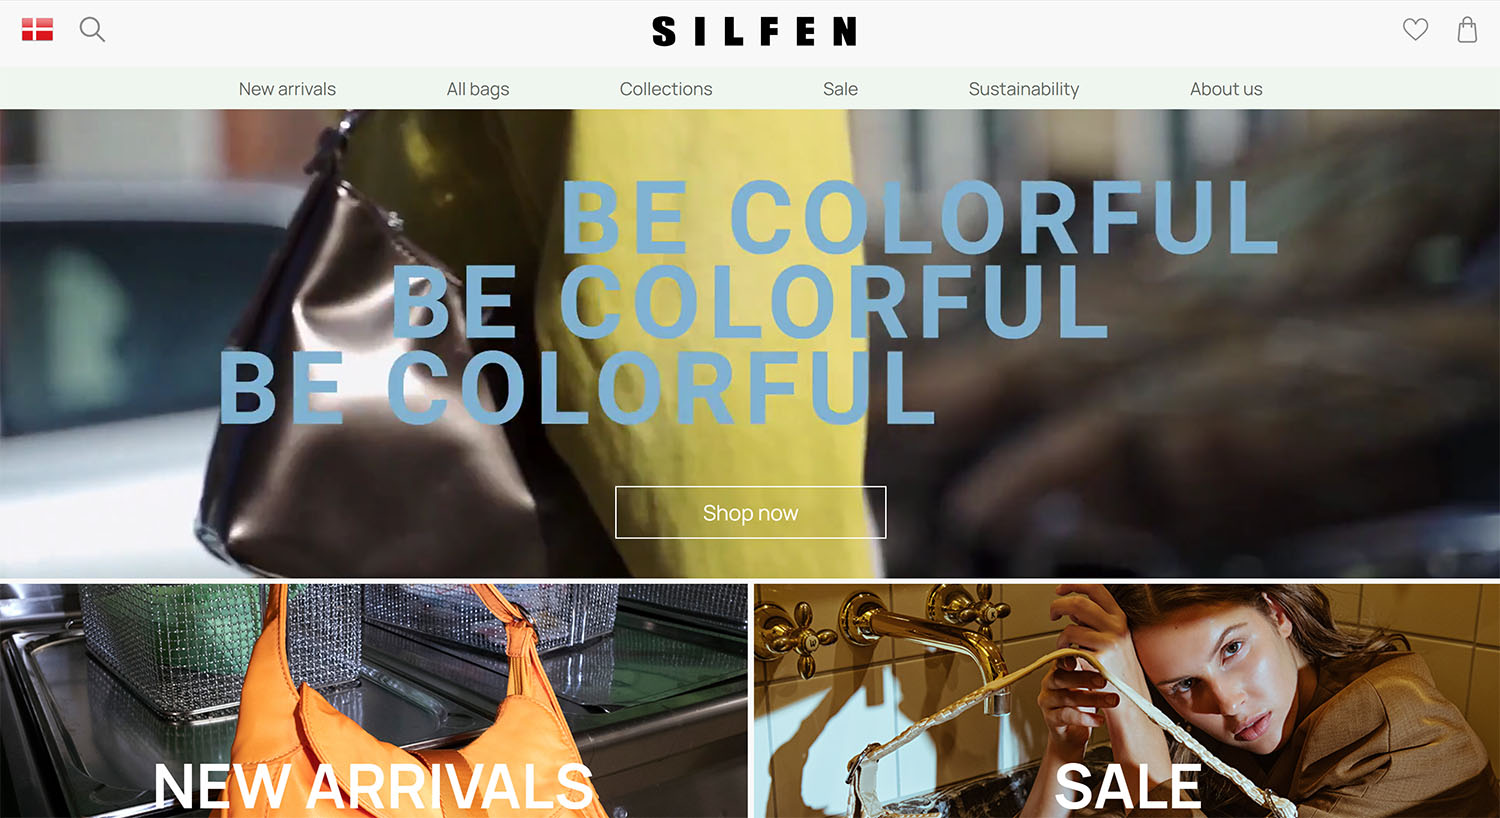 SILFEN
New arrivals
All bags
Collections
Sale
Sustainability
About us
BE COLORFUL
BE COLORFUL
BE COLORFUL
Shop now
NEW ARRIVALS
SALE